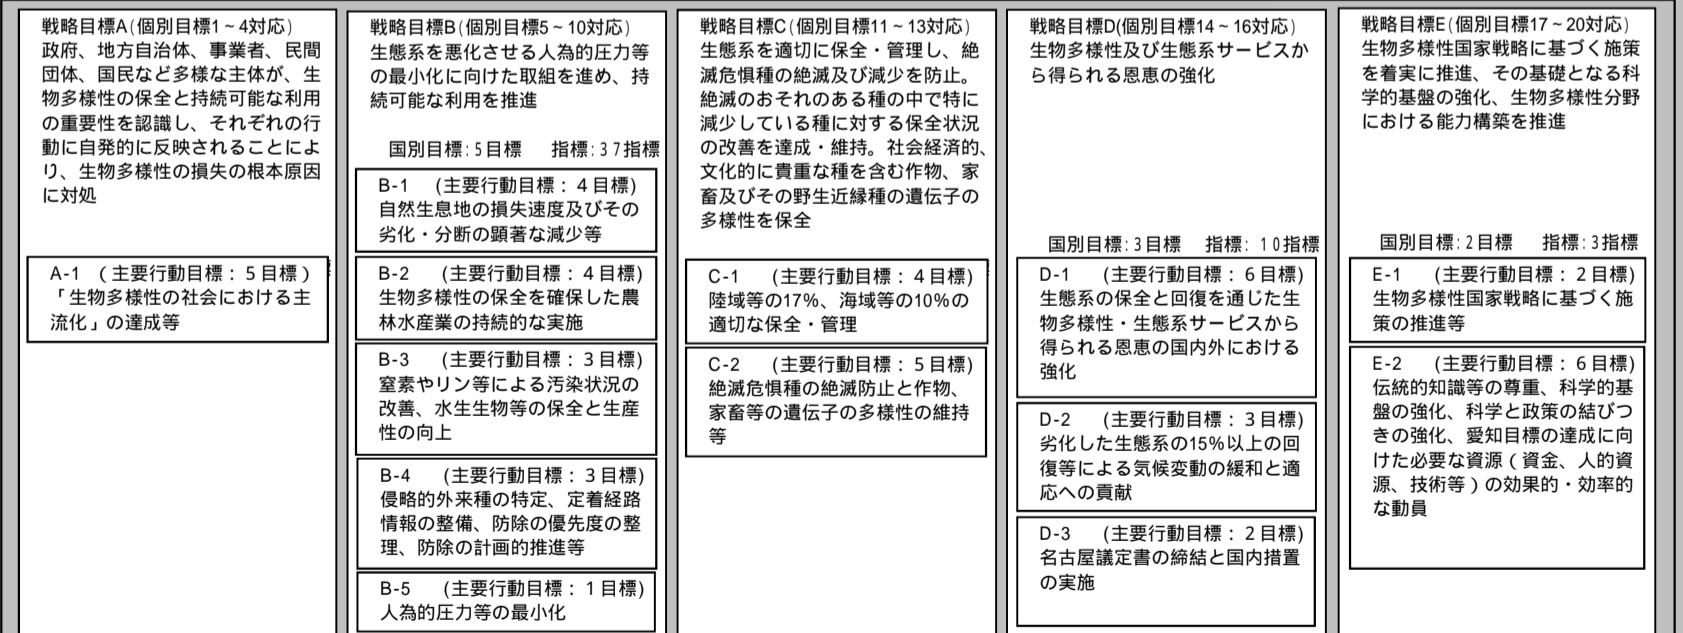 戦略目標A(個別目標1～4対応)
政府、地方自治体、事業者、民間
団体、国民など多様な主体が、生
物多様性の保全と持続可能な利用
の重要性を認識し、それぞれの行
動に自発的に反映されることによ
り、生物多様性の損失の根本原因
に対処
A-1 (主要行動目標：5目標)
「生物多様性の社会における主
流化」の達成等
戦略目標B(個別目標5～10対応)
生態系を悪化させる人為的圧力等
の最小化に向けた取組を進め、持
続可能な利用を推進
国別目標:5目標 指標:37指標
B-1 (主要行動目標：4目標)
自然生息地の損失速度及びその
劣化・分断の顕著な減少等
B-2 (主要行動目標：4目標)
生物多様性の保全を確保した農
林水産業の持続的な実施
B-3 (主要行動目標：3目標)
窒素やリン等による汚染状況の
改善、水生生物等の保全と生産
性の向上
B-4 (主要行動目標：3目標)
侵略的外来種の特定、定着経路
情報の整備、防除の優先度の整
理、防除の計画的推進等
B-5 (主要行動目標：1目標)
人為的圧力等の最小化
戦略目標C(個別目標11～13対応)
生態系を適切に保全・管理し、絶
滅危惧種の絶滅及び減少を防止。
絶滅のおそれのある種の中で特に
減少している種に対する保全状況
の改善を達成・維持。社会経済的、
文化的に貴重な種を含む作物、家
畜及びその野生近縁種の遺伝子の
多様性を保全
C-1 (主要行動目標：4目標)
陸域等の17%、海域等の10%の
適切な保全・管理
C-2 (主要行動目標：5目標)
絶滅危惧種の絶滅防止と作物、
家畜等の遺伝子の多様性の維持
等
戦略目標D(個別目標14～16対応)
生物多様性及び生態系サービスか
ら得られる恩恵の強化
国別目標:3目標 指標:10指標
D-1 (主要行動目標：6目標)
生態系の保全と回復を通じた生
物多様性・生態系サービスから
得られる恩恵の国内外における
強化
D-2 (主要行動目標：3目標)
劣化した生態系の15%以上の回
復等による気候変動の緩和と適
応への貢献
D-3 (主要行動目標：2目標)
名古屋議定書の締結と国内措置
の実施
戦略目標E(個別目標17～20対応)
生物多様性国家戦略に基づく施策
を着実に推進、その基礎となる科
学的基盤の強化、生物多様性分野
における能力構築を推進
国別目標:2目標 指標:3指標
E-1 (主要行動目標：2目標)
生物多様性国家戦略に基づく施
策の推進等
E-2 (主要行動目標：6目標)
伝統的知識等の尊重、科学的基
盤の強化、科学と政策の結びつ
きの強化、愛知目標の達成に向
けた必要な資源(資金、人的資
源、技術等)の効果的・効率的
な動員